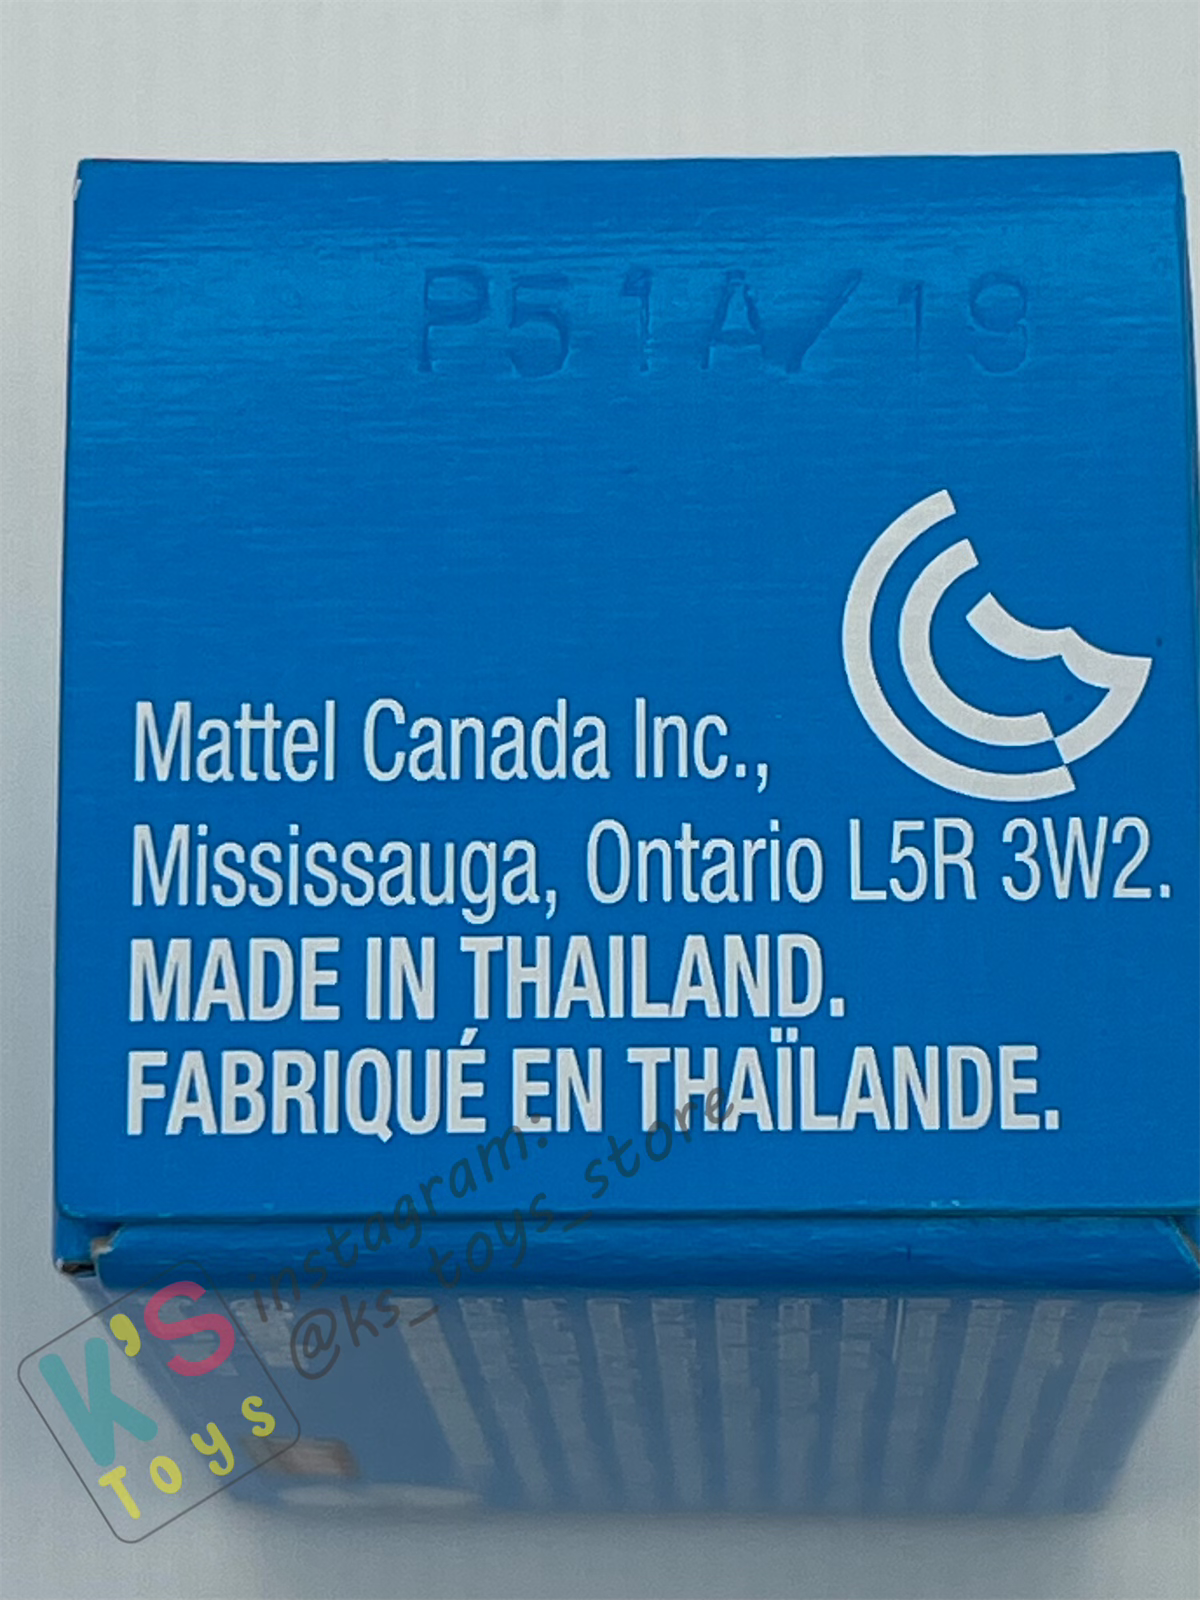 P51A/19
Mattel Canada Inc.,
Mississauga, Ontario L5R 3W2.
MADE IN THAILAND.
FABRIQUÉ EN THAÏLANDE.
instagram:
@ks_toys_store
K'S
Toys